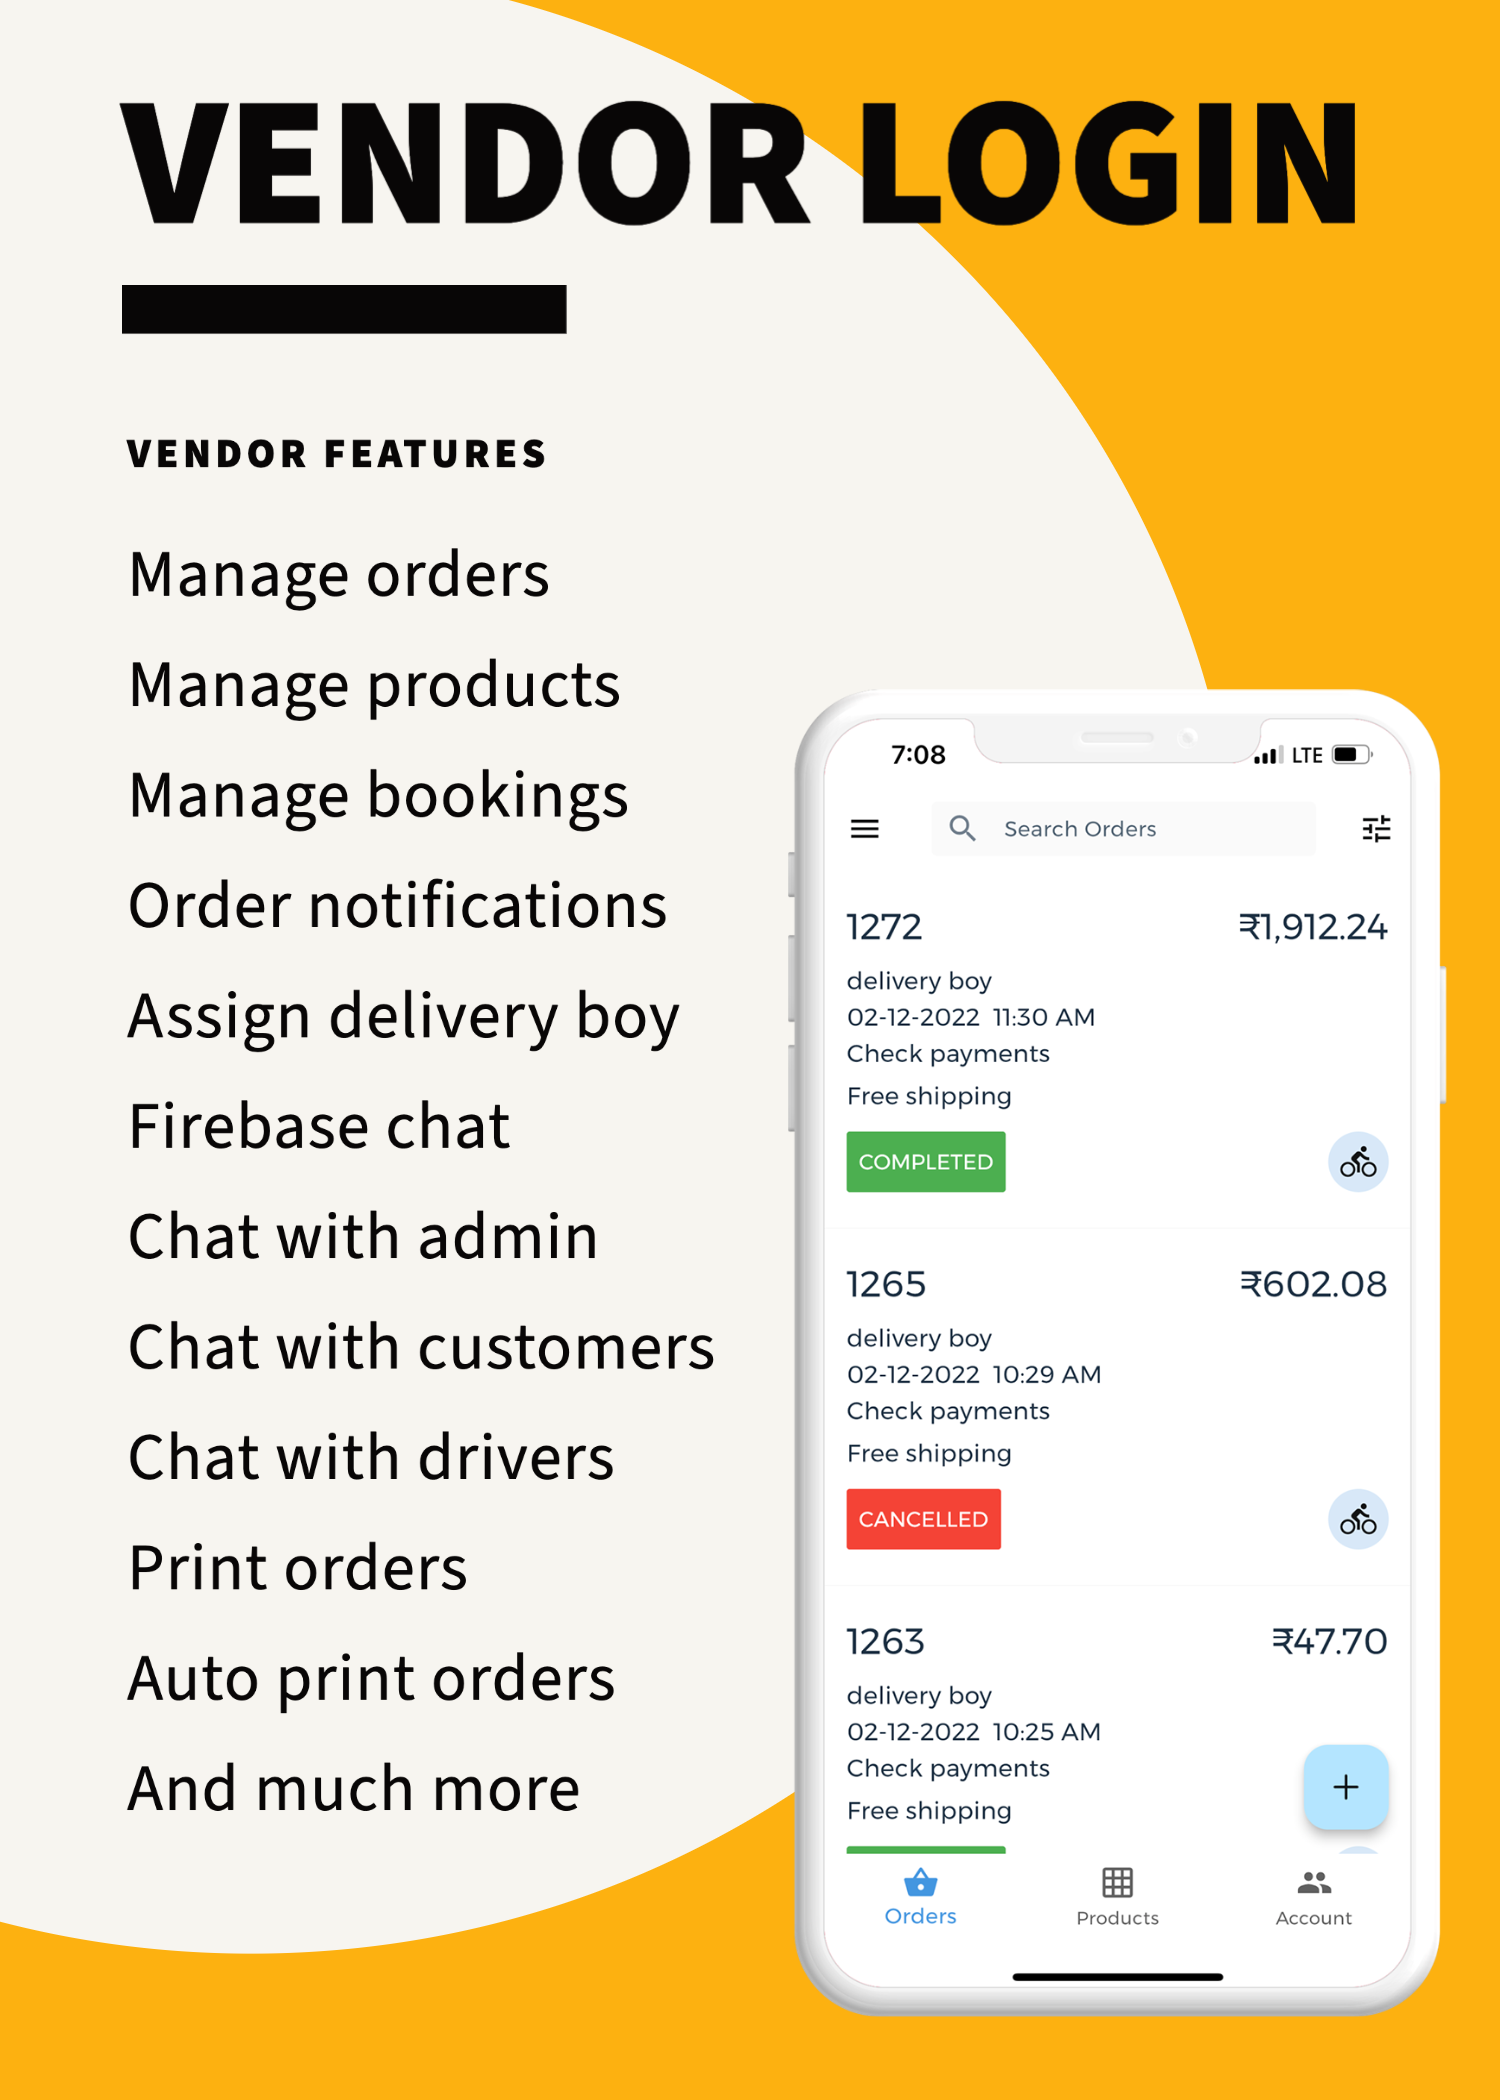 VENDOR LOGIN
VENDOR FEATURES
Manage orders
Manage products
Manage bookings
Order notifications
Assign delivery boy
Firebase chat
Chat with admin
Chat with customers
Chat with drivers
Print orders
Auto print orders
And much more
7:08 LTE
Search Orders
1272 ₹1,912.24
delivery boy
02-12-2022 11:30 AM
Check payments
Free shipping
COMPLETED
1265 ₹602.08
delivery boy
02-12-2022 10:29 AM
Check payments
Free shipping
CANCELLED
1263 ₹47.70
delivery boy
02-12-2022 10:25 AM
Check payments
Free shipping
+
Orders Products Account